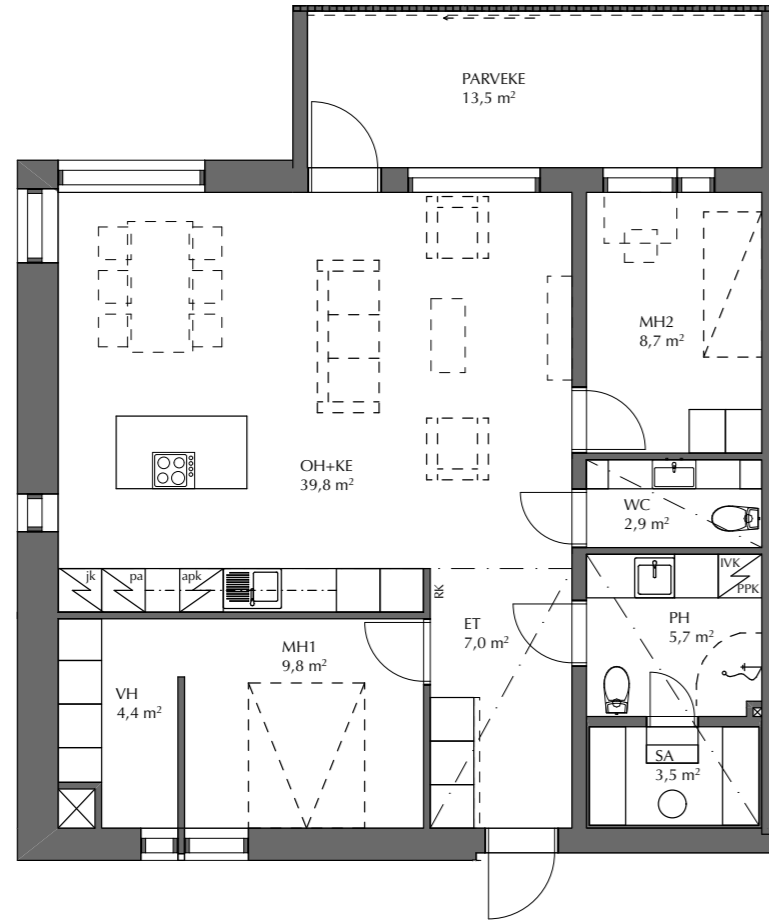 PARVEKE
13,5 m²
MH2
8,7 m²
OH+KE
39,8 m²
WC
2,9 m²
jk
pa
apk
RK
ET
7,0 m²
IVK
PPK
PH
5,7 m²
MH1
9,8 m²
VH
4,4 m²
SA
3,5 m²